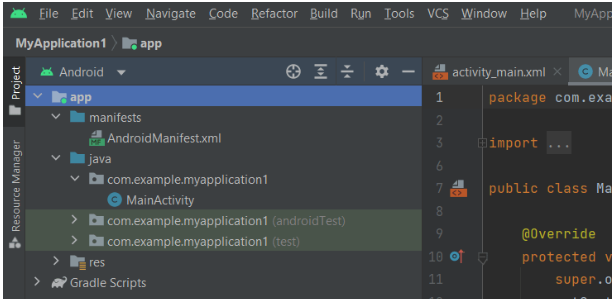 File Edit View Navigate Code Refactor Build Run Tools VCS Window Help MyApp
MyApplication1 app
Project
Resource Manager
Android
app
manifests
AndroidManifest.xml
java
com.example.myapplication1
MainActivity
com.example.myapplication1 (androidTest)
com.example.myapplication1 (test)
res
Gradle Scripts
activity_main.xml Ma
1 package com.exa
2
3 import ...
6
7 public class Ma
8
9 @Override
10 protected v
11 super.o